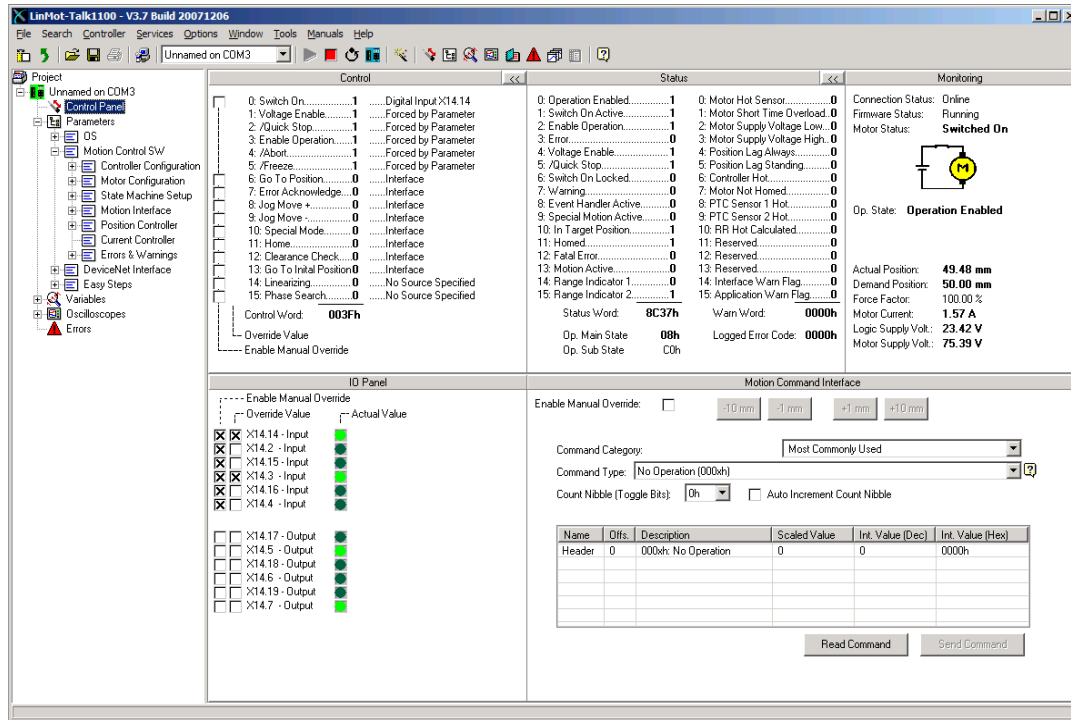 LinMot-Talk1100 - V3.7 Build 20071206
File Search Controller Services Options Window Tools Manuals Help
Unnamed on COM3
Project
Unnamed on COM3
Control Panel
Parameters
OS
Motion Control SW
Controller Configuration
Motor Configuration
State Machine Setup
Motion Interface
Position Controller
Current Controller
Errors & Warnings
DeviceNet Interface
Easy Steps
Variables
Oscilloscopes
Errors
Control <<
0: Switch On..............1 .....Digital Input X14.14
1: Voltage Enable.....1 .....Forced by Parameter
2: /Quick Stop...........1 .....Forced by Parameter
3: Enable Operation...1 .....Forced by Parameter
4: /Abort....................1 .....Forced by Parameter
5: /Freeze.................1 .....Forced by Parameter
6: Go To Position.......0 .....Interface
7: Error Acknowledge....0 .....Interface
8: Jog Move +..........0 .....Interface
9: Jog Move -...........0 .....Interface
10: Special Mode......0 .....Interface
11: Home.................0 .....Interface
12: Clearance Check...0 .....Interface
13: Go To Inital Position0 .....Interface
14: Linearizing..........0 .....No Source Specified
15: Phase Search......0 .....No Source Specified
Control Word: 003Fh
Override Value
Enable Manual Override
Status <<
0: Operation Enabled.............1
1: Switch On Active..............1
2: Enable Operation..............1
3: Error................................0
4: Voltage Enable.................1
5: /Quick Stop......................1
6: Switch On Locked.............0
7: Warning...........................0
8: Event Handler Active.........0
9: Special Motion Active........0
10: In Target Position............1
11: Homed...........................1
12: Fatal Error.......................0
13: Motion Active..................0
14: Range Indicator 1............0
15: Range Indicator 2............1
Status Word: 8C37h
Op. Main State 08h
Op. Sub State C0h
0: Motor Hot Sensor...........0
1: Motor Short Time Overload..0
2: Motor Supply Voltage Low...0
3: Motor Supply Voltage High..0
4: Position Lag Always........0
5: Position Lag Standing......0
6: Controller Hot...............0
7: Motor Not Homed..........0
8: PTC Sensor 1 Hot..........0
9: PTC Sensor 2 Hot..........0
10: RR Hot Calculated........0
11: Reserved....................0
12: Reserved....................0
13: Reserved....................0
14: Interface Warn Flag.......0
15: Application Warn Flag.......0
Warn Word: 0000h
Logged Error Code: 0000h
Monitoring
Connection Status: Online
Firmware Status: Running
Motor Status: Switched On
M
Op. State: Operation Enabled
Actual Position: 49.48 mm
Demand Position: 50.00 mm
Force Factor: 100.00 %
Motor Current: 1.57 A
Logic Supply Volt.: 23.42 V
Motor Supply Volt.: 75.39 V
IO Panel
Enable Manual Override
Override Value Actual Value
X14.14 - Input
X14.2 - Input
X14.15 - Input
X14.3 - Input
X14.16 - Input
X14.4 - Input
X14.17 - Output
X14.5 - Output
X14.18 - Output
X14.6 - Output
X14.19 - Output
X14.7 - Output
Motion Command Interface
Enable Manual Override: -10 mm -1 mm +1 mm +10 mm
Command Category: Most Commonly Used
Command Type: No Operation (000xh)
Count Nibble (Toggle Bits): 0h Auto Increment Count Nibble
Name Offs. Description Scaled Value Int. Value (Dec) Int. Value (Hex)
Header 0 000xh: No Operation 0 0 0000h
Read Command Send Command